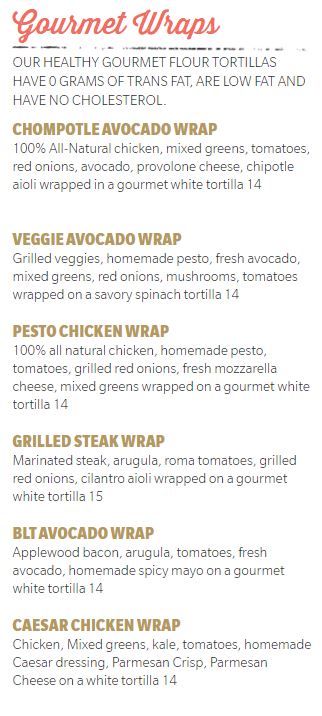 Gourmet Wraps
OUR HEALTHY GOURMET FLOUR TORTILLAS
HAVE 0 GRAMS OF TRANS FAT, ARE LOW FAT AND
HAVE NO CHOLESTEROL.
CHOMPOTLE AVOCADO WRAP
100% All-Natural chicken, mixed greens, tomatoes,
red onions, avocado, provolone cheese, chipotle
aioli wrapped in a gourmet white tortilla 14
VEGGIE AVOCADO WRAP
Grilled veggies, homemade pesto, fresh avocado,
mixed greens, red onions, mushrooms, tomatoes
wrapped on a savory spinach tortilla 14
PESTO CHICKEN WRAP
100% all natural chicken, homemade pesto,
tomatoes, grilled red onions, fresh mozzarella
cheese, mixed greens wrapped on a gourmet white
tortilla 14
GRILLED STEAK WRAP
Marinated steak, arugula, roma tomatoes, grilled
red onions, cilantro aioli wrapped on a gourmet
white tortilla 15
BLT AVOCADO WRAP
Applewood bacon, arugula, tomatoes, fresh
avocado, homemade spicy mayo on a gourmet
white tortilla 14
CAESAR CHICKEN WRAP
Chicken, Mixed greens, kale, tomatoes, homemade
Caesar dressing, Parmesan Crisp, Parmesan
Cheese on a white tortilla 14